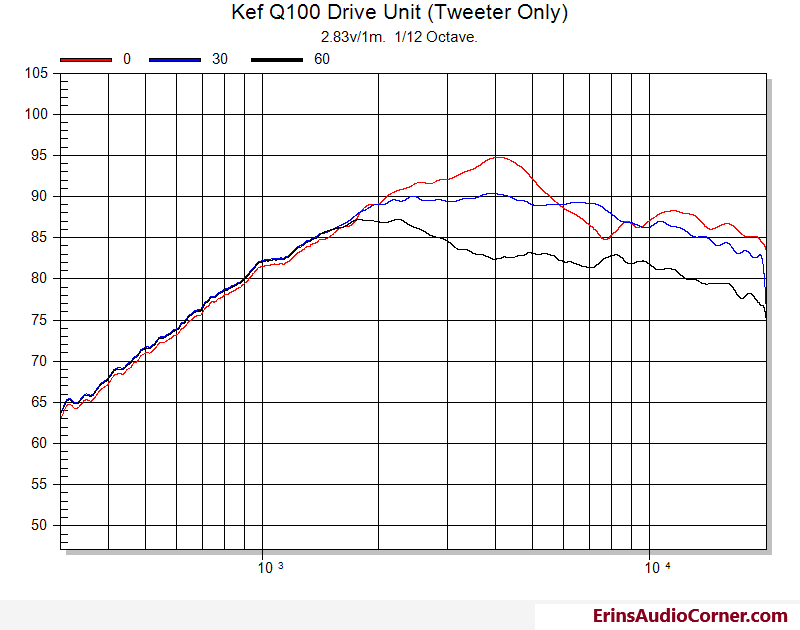 Kef Q100 Drive Unit (Tweeter Only)
2.83v/1m. 1/12 Octave.
0 30 60
105
100
95
90
85
80
75
70
65
60
55
50
10 3 10 4
ErinsAudioCorner.com